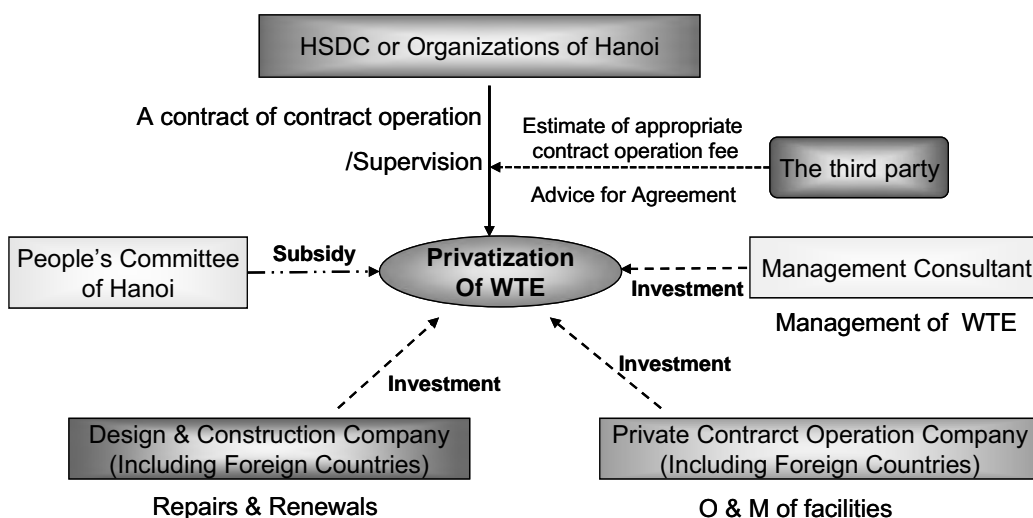 HSDC or Organizations of Hanoi
A contract of contract operation
/Supervision
Estimate of appropriate
contract operation fee
Advice for Agreement
The third party
People's Committee
of Hanoi
Subsidy
Privatization
Of WTE
Investment
Management Consultant
Management of WTE
Investment
Investment
Design & Construction Company
(Including Foreign Countries)
Repairs & Renewals
Private Contrarct Operation Company
(Including Foreign Countries)
O & M of facilities